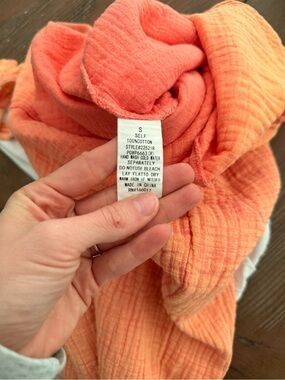 S
SELF
100%COTTON
HAND WASH COLD WATER
SEPARATELY
DO NOT USE BLEACH
LAY FLAT TO DRY
WARM IRON IF NEEDED
MADE IN CHINA